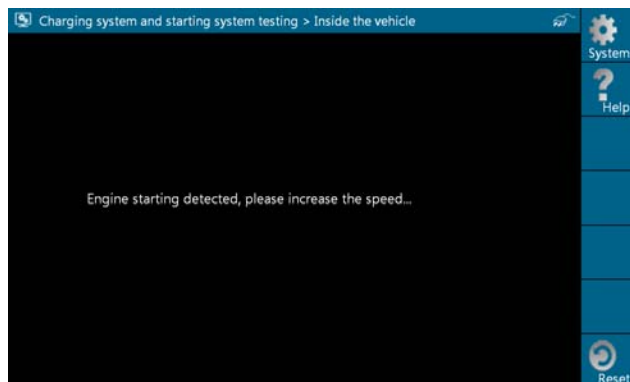 Charging system and starting system testing > Inside the vehicle
System
Help
Engine starting detected, please increase the speed...
Reset